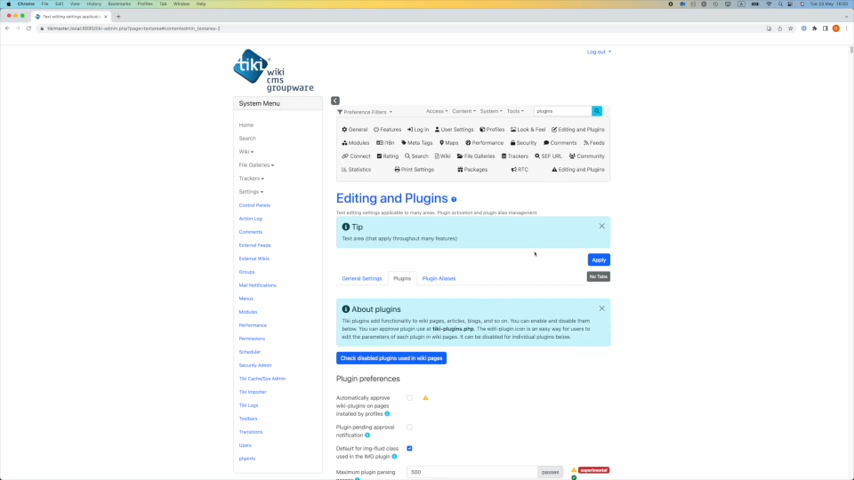 Chrome File Edit View History Bookmarks Profiles Tab Window Help
Text editing settings applicabl
Log out
tiki
wiki
cms
groupware
System Menu
Home
Search
Wiki
File Galleries
Trackers
Settings
Control Panels
Action Log
Comments
External Feeds
External Wikis
Groups
Mail Notifications
Menus
Modules
Performance
Permissions
Scheduler
Security Admin
Tiki Cache/Sys Admin
Tiki Importer
Tiki Logs
Toolbars
Transitions
Users
phpinfo
Preference Filters Access Content System Tools plugins
General Features Log in User Settings Profiles Look & Feel Editing and Plugins
Modules i18n Meta Tags Maps Performance Security Comments Feeds
Connect Rating Search Wiki File Galleries Trackers SEF URL Community
Statistics Print Settings Packages RTC Editing and Plugins
Editing and Plugins
Text editing settings applicable to many areas. Plugin activation and plugin alias management
Tip
Text area (that apply throughout many features)
Apply
General Settings Plugins Plugin Aliases No Tabs
About plugins
Tiki plugins add functionality to wiki pages, articles, blogs, and so on. You can enable and disable them
below. You can approve plugin use at tiki-plugins.php. The edit-plugin icon is an easy way for users to
edit the parameters of each plugin in wiki pages. It can be disabled for individual plugins below.
Check disabled plugins used in wiki pages
Plugin preferences
Automatically approve
wiki-plugins on pages
installed by profiles
Plugin pending approval
notification
Default for img-fluid class
used in the IMG plugin
Maximum plugin parsing 500 passes experimental